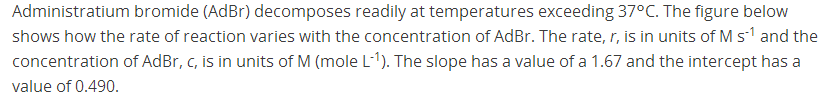 Administratium bromide (AdBr) decomposes readily at temperatures exceeding 37°C. The figure below
shows how the rate of reaction varies with the concentration of AdBr. The rate, r, is in units of M s⁻¹ and the
concentration of AdBr, c, is in units of M (mole L⁻¹). The slope has a value of a 1.67 and the intercept has a
value of 0.490.